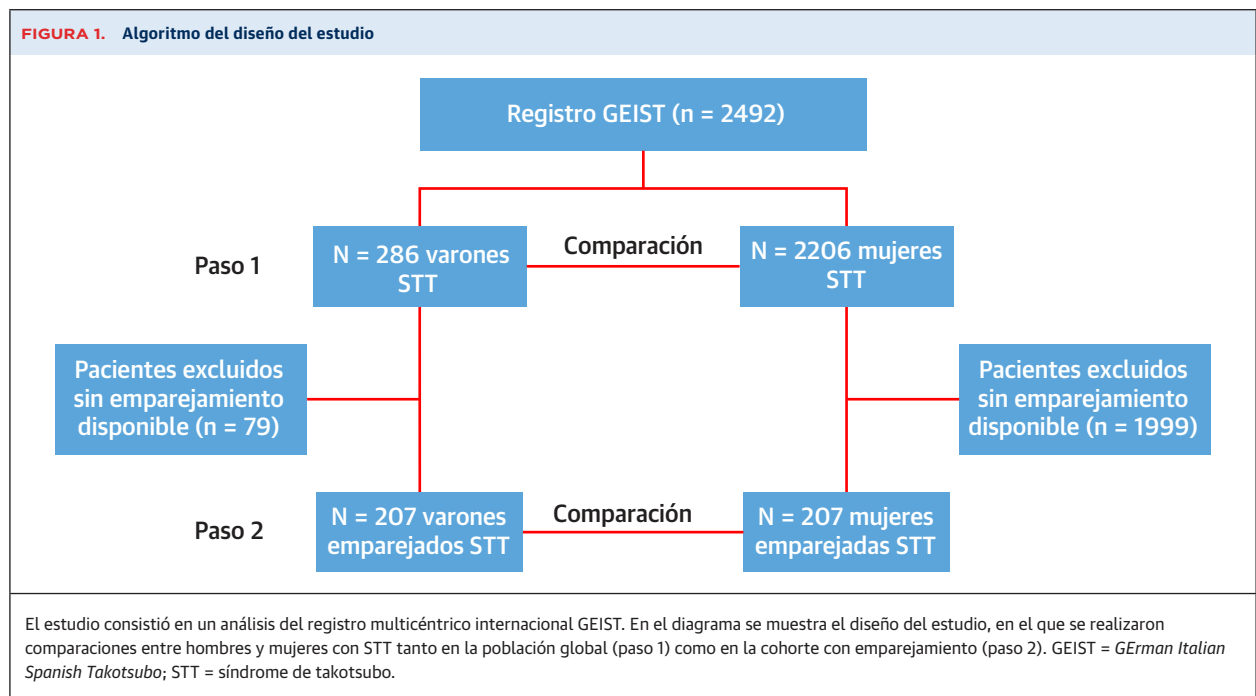 FIGURA 1. Algoritmo del diseño del estudio
Registro GEIST (n = 2492)
Paso 1
N = 286 varones
STT
Comparación
N = 2206 mujeres
STT
Pacientes excluidos
sin emparejamiento
disponible (n = 79)
Pacientes excluidos
sin emparejamiento
disponible (n = 1999)
Paso 2
N = 207 varones
emparejados STT
Comparación
N = 207 mujeres
emparejadas STT
El estudio consistió en un análisis del registro multicéntrico internacional GEIST. En el diagrama se muestra el diseño del estudio, en el que se realizaron
comparaciones entre hombres y mujeres con STT tanto en la población global (paso 1) como en la cohorte con emparejamiento (paso 2). GEIST = GErman Italian
Spanish Takotsubo; STT = síndrome de takotsubo.